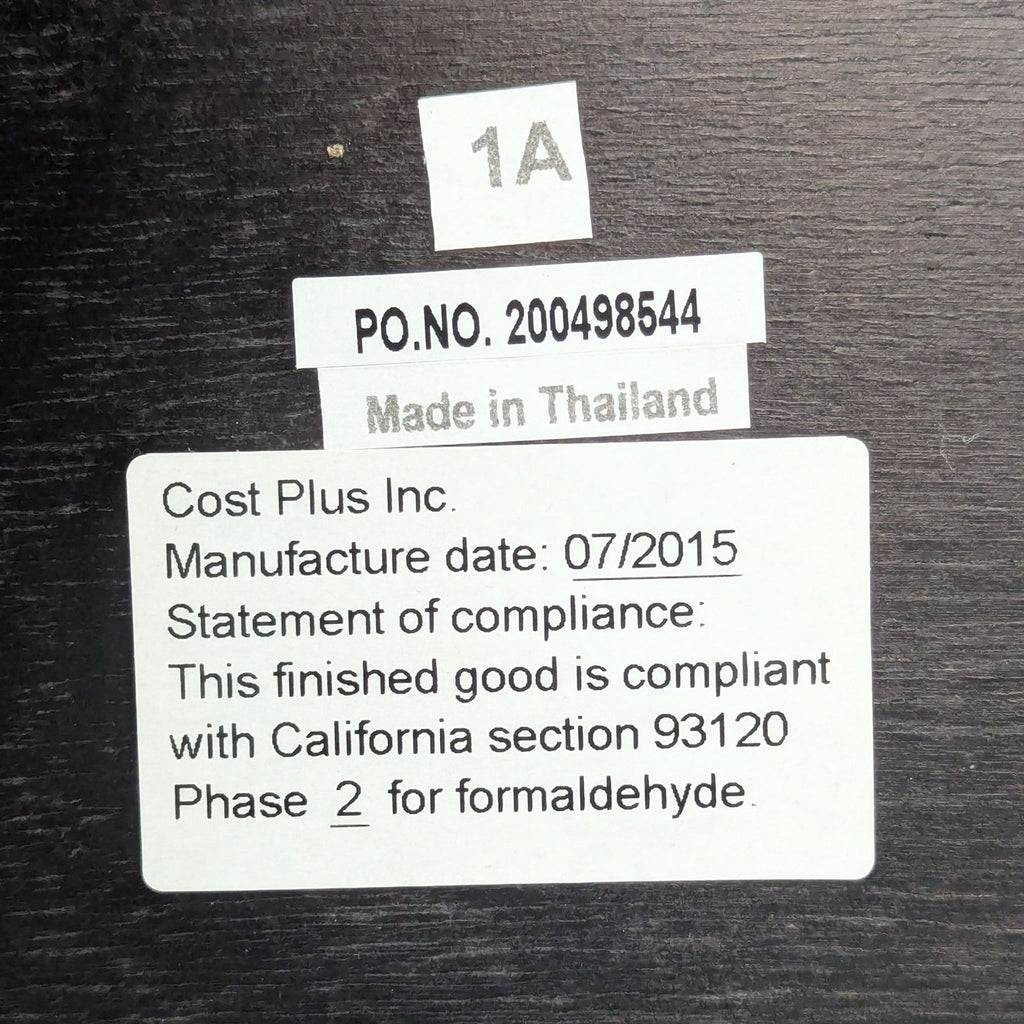 1A
PO.NO. 200498544
Made in Thailand
Cost Plus Inc.
Manufacture date: 07/2015
Statement of compliance:
This finished good is compliant
with California section 93120
Phase 2 for formaldehyde.